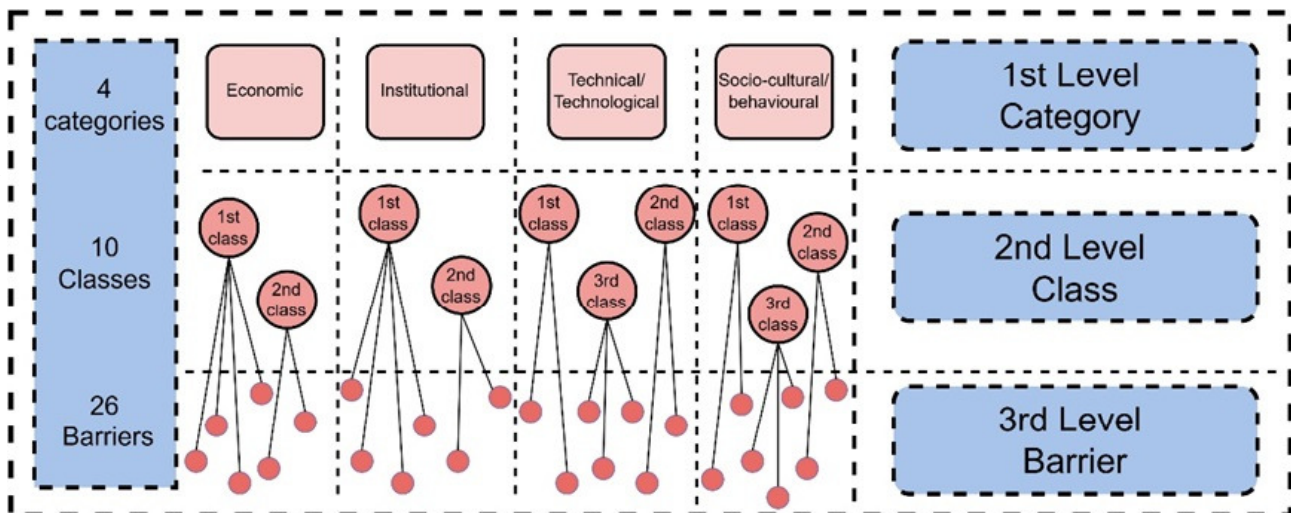 4
categories
Economic
Institutional
Technical/
Technological
Socio-cultural/
behavioural
1st Level
Category
10
Classes
1st
class
2nd
class
1st
class
2nd
class
1st
class
3rd
class
2nd
class
1st
class
3rd
class
2nd
class
2nd Level
Class
26
Barriers
3rd Level
Barrier